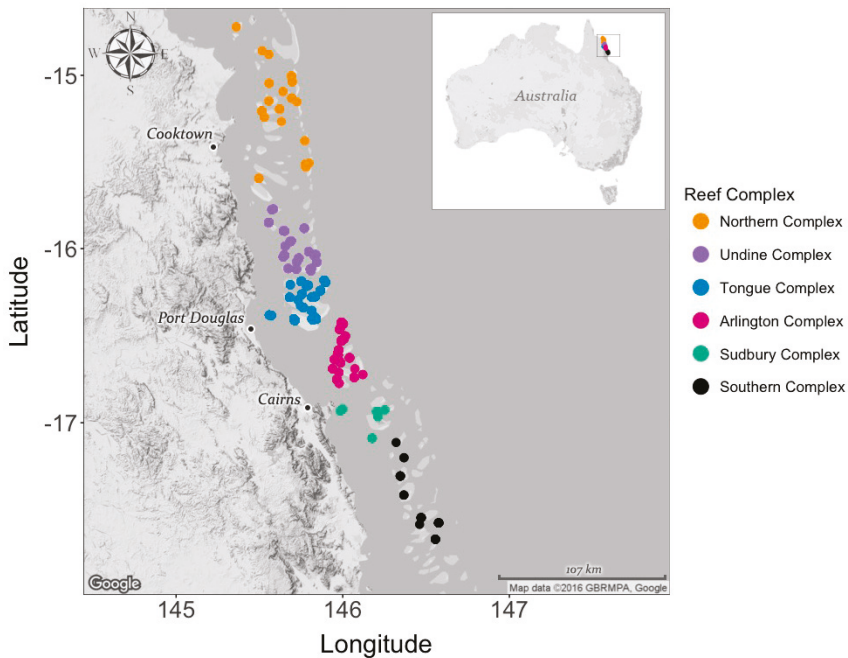 N
W E
S
Cooktown
Port Douglas
Cairns
Australia
-15
-16
-17
Latitude
145
146
147
Longitude
107 km
Google
Map data ©2016 GBRMPA, Google
Reef Complex
Northern Complex
Undine Complex
Tongue Complex
Arlington Complex
Sudbury Complex
Southern Complex